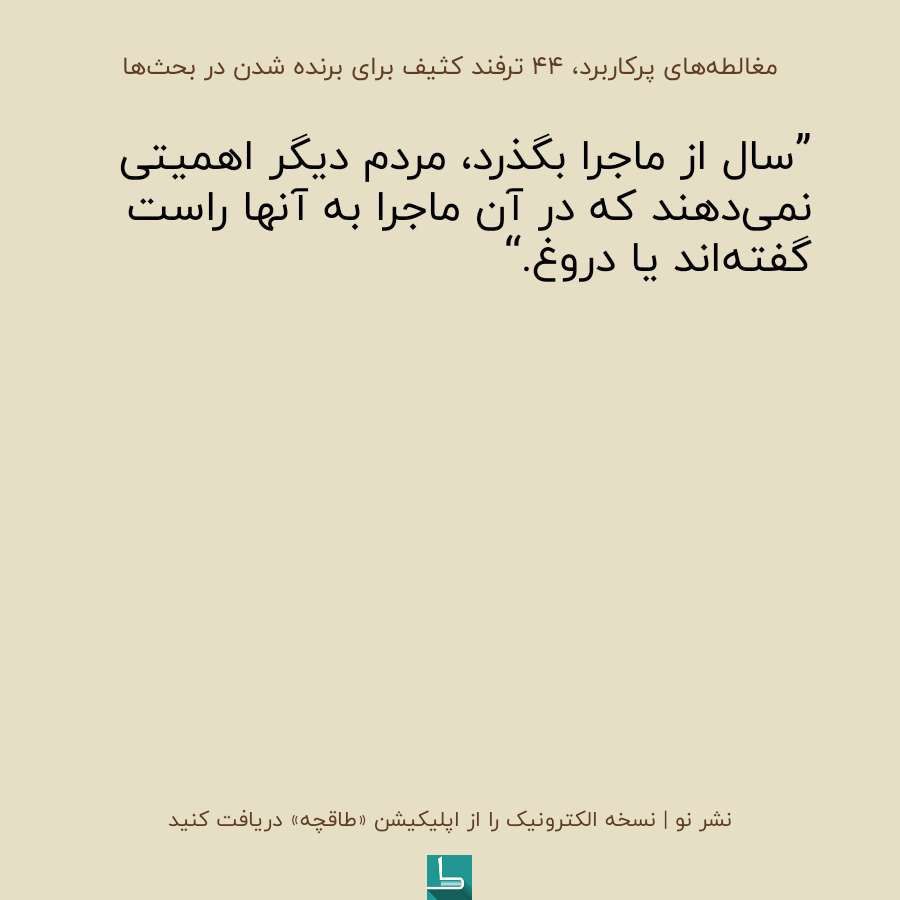 مغالطه‌های پرکاربرد، ۴۴ ترفند کثیف برای برنده شدن در بحث‌ها
”سال از ماجرا بگذرد، مردم دیگر اهمیتی
نمی‌دهند که در آن ماجرا به آنها راست
گفته‌اند یا دروغ.“
نشر نو | نسخه الکترونیک را از اپلیکیشن «طاقچه» دریافت کنید